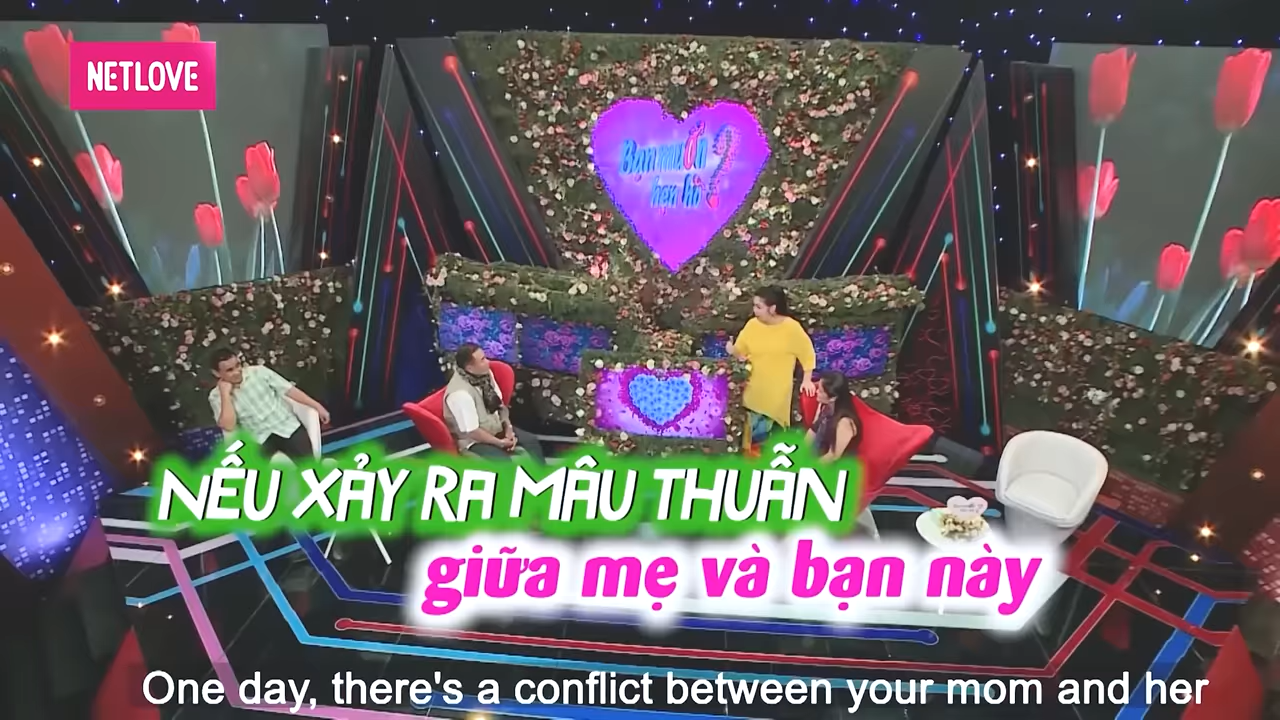 NETLOVE
Bạn muốn
hẹn hò ?
NẾU XẢY RA MÂU THUẪN
giữa mẹ và bạn này
One day, there's a conflict between your mom and her